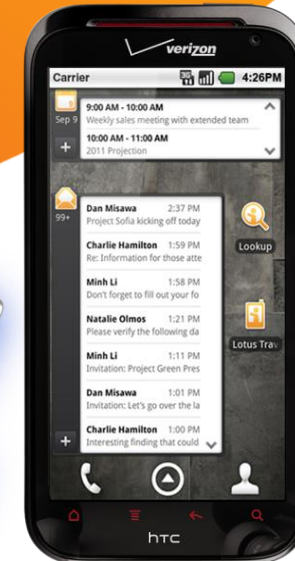 verizon
Carrier 3G 4:26PM
Sep 9
9:00 AM - 10:00 AM
Weekly sales meeting with extended team
10:00 AM - 11:00 AM
2011 Projection
99+
Dan Misawa 2:37 PM
Project Sofia kicking off today
Charlie Hamilton 1:59 PM
Re: Information for those atte
Minh Li 1:58 PM
Don't forget to fill out your fo
Natalie Olmos 1:21 PM
Please verify the following da
Minh Li 1:11 PM
Invitation: Project Green Pres
Dan Misawa 1:01 PM
Invitation: Let's go over the la
Charlie Hamilton 1:00 PM
Interesting finding that could
Lookup
Lotus Trav
hTC